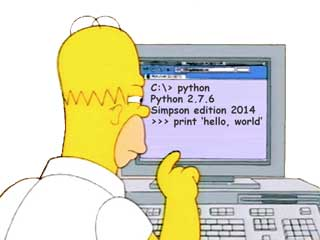 C:\> python
Python 2.7.6
Simpson edition 2014
>>> print 'hello, world'